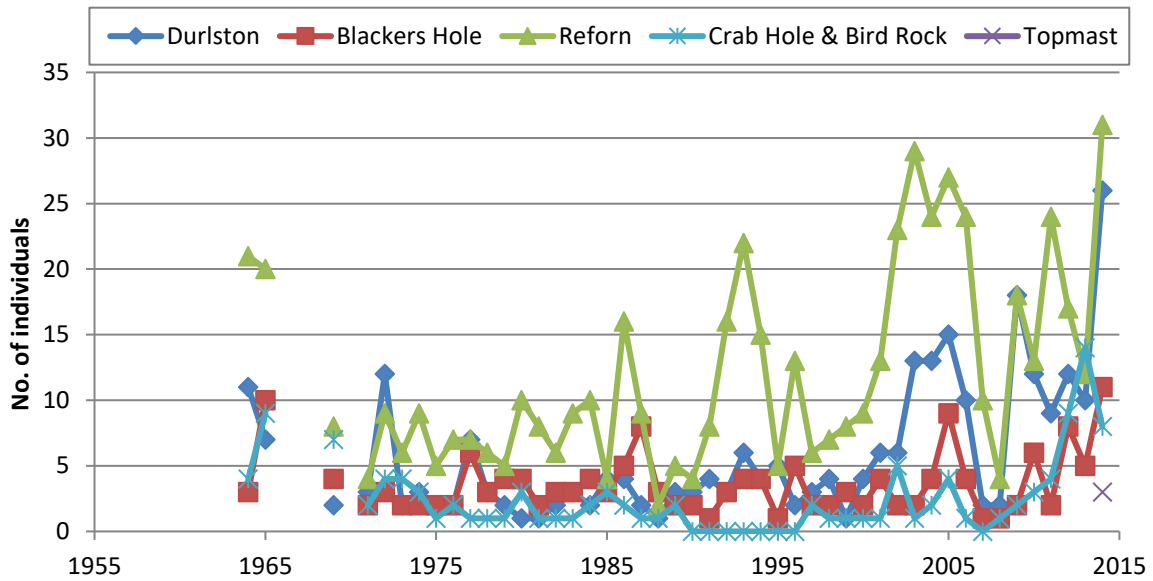 Durlston Blackers Hole Reforn Crab Hole & Bird Rock Topmast
35
30
25
20
15
10
5
0
No. of individuals
1955 1965 1975 1985 1995 2005 2015